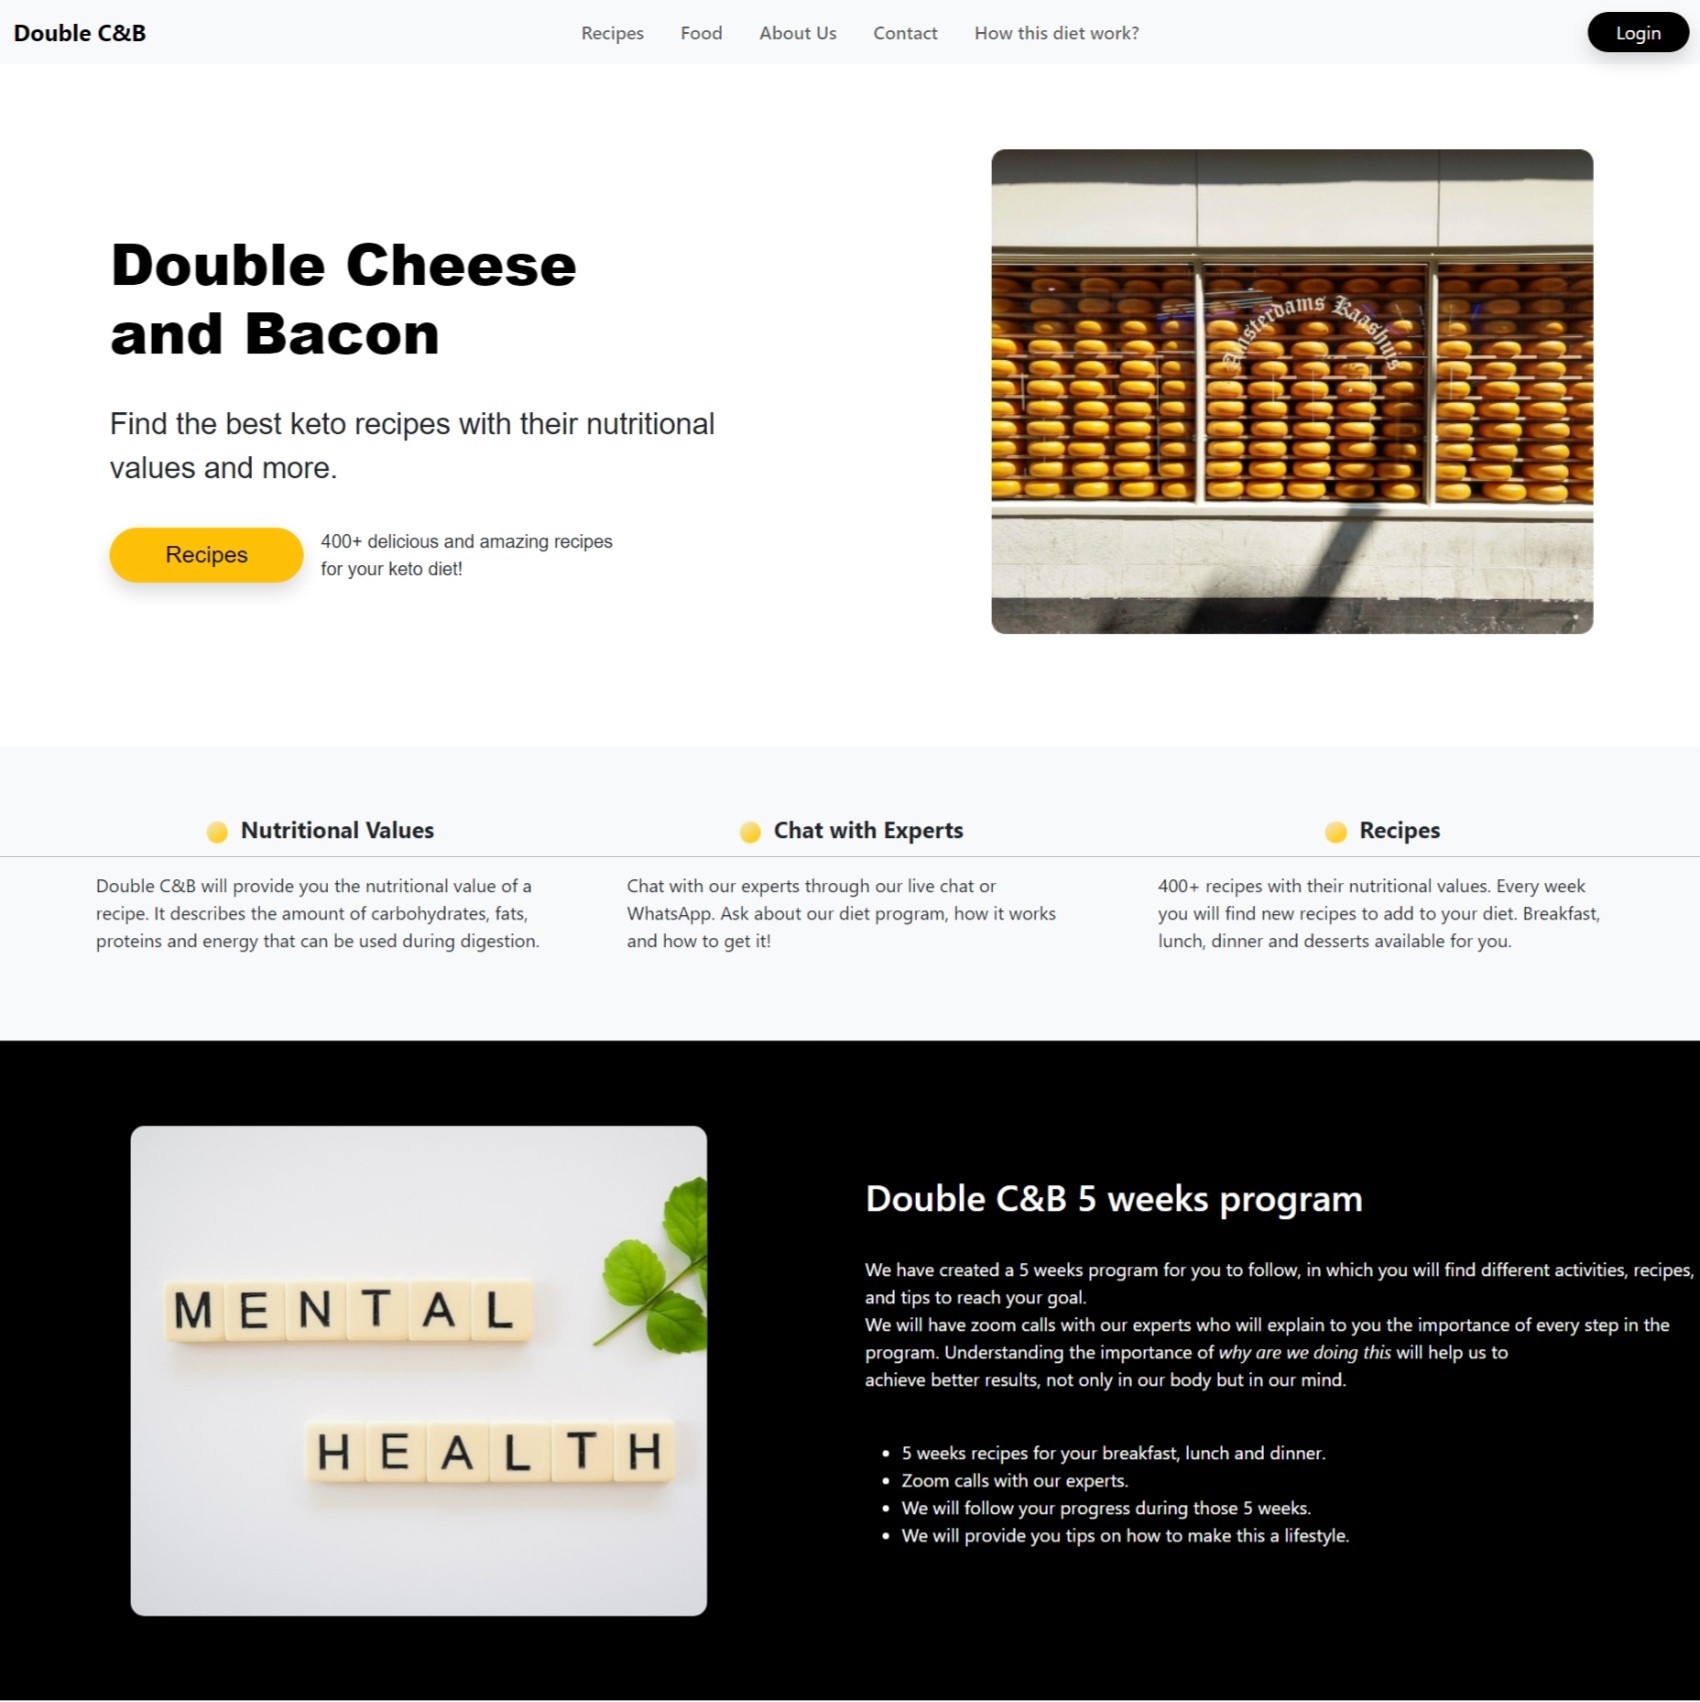 Double C&B
Recipes Food About Us Contact How this diet work?
Login
Double Cheese
and Bacon
Find the best keto recipes with their nutritional
values and more.
Recipes
400+ delicious and amazing recipes
for your keto diet!
Amsterdams Kaashuis
Nutritional Values
Double C&B will provide you the nutritional value of a
recipe. It describes the amount of carbohydrates, fats,
proteins and energy that can be used during digestion.
Chat with Experts
Chat with our experts through our live chat or
WhatsApp. Ask about our diet program, how it works
and how to get it!
Recipes
400+ recipes with their nutritional values. Every week
you will find new recipes to add to your diet. Breakfast,
lunch, dinner and desserts available for you.
MENTAL
HEALTH
Double C&B 5 weeks program
We have created a 5 weeks program for you to follow, in which you will find different activities, recipes,
and tips to reach your goal.
We will have zoom calls with our experts who will explain to you the importance of every step in the
program. Understanding the importance of why are we doing this will help us to
achieve better results, not only in our body but in our mind.
• 5 weeks recipes for your breakfast, lunch and dinner.
• Zoom calls with our experts.
• We will follow your progress during those 5 weeks.
• We will provide you tips on how to make this a lifestyle.